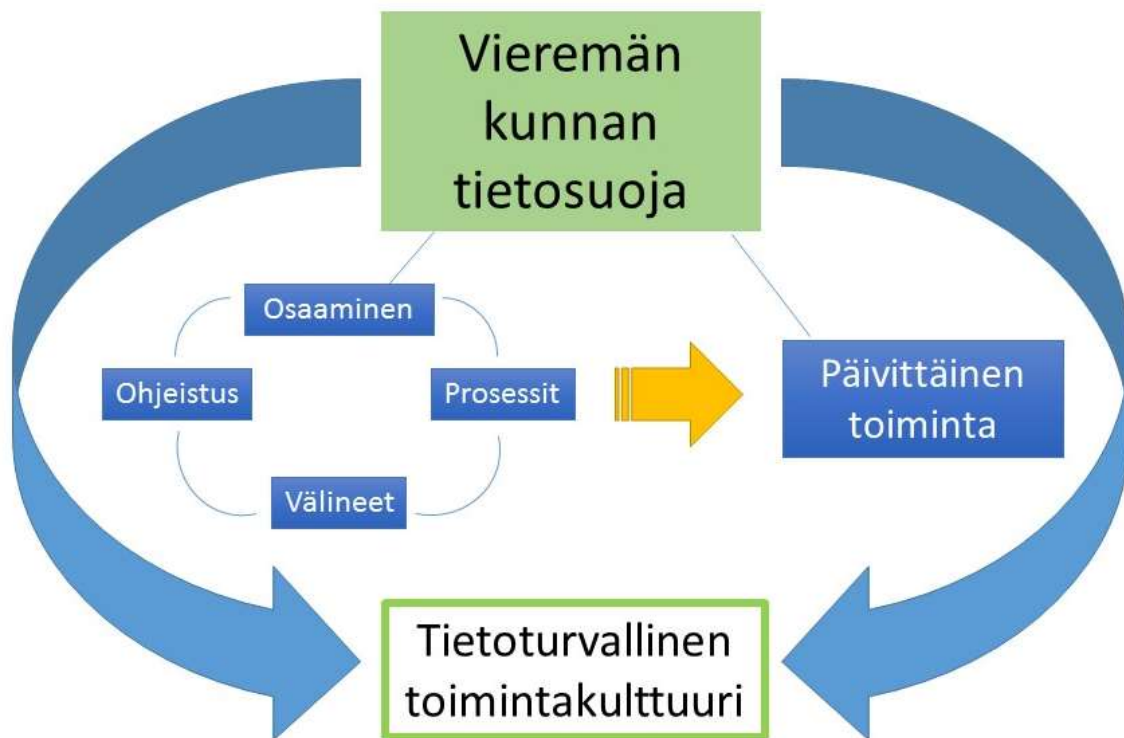 Vieremän
kunnan
tietosuoja
Osaaminen
Ohjeistus
Prosessit
Välineet
Päivittäinen
toiminta
Tietoturvallinen
toimintakulttuuri